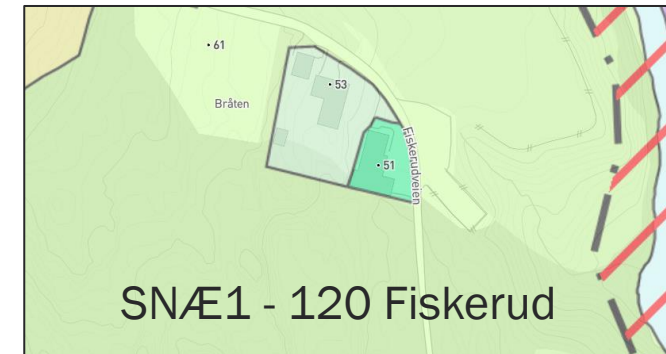 • 61
Bråten
• 53
• 51
Fiskerudveien
SNÆ1 - 120 Fiskerud